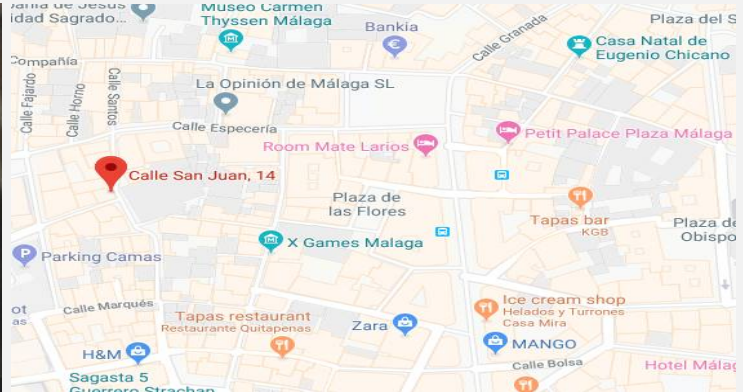 idad Sagrado...
Museo Carmen
Thyssen Málaga
Bankia
€
Calle Granada
Plaza del S
Casa Natal de
Eugenio Chicano
Compañía
Calle Fajardo
Calle Horno
Calle Santos
La Opinión de Málaga SL
Calle Especería
Room Mate Larios
Petit Palace Plaza Málaga
Calle San Juan, 14
Plaza de
las Flores
Tapas bar
KGB
Plaza de
Obispo
X Games Malaga
P
Parking Camas
ot
as
Calle Marqués
Tapas restaurant
Restaurante Quitapenas
Zara
Ice cream shop
Helados y Turrones
Casa Mira
MANGO
H&M
Calle Bolsa
Hotel Málag
Sagasta 5
Guerrero Strachan